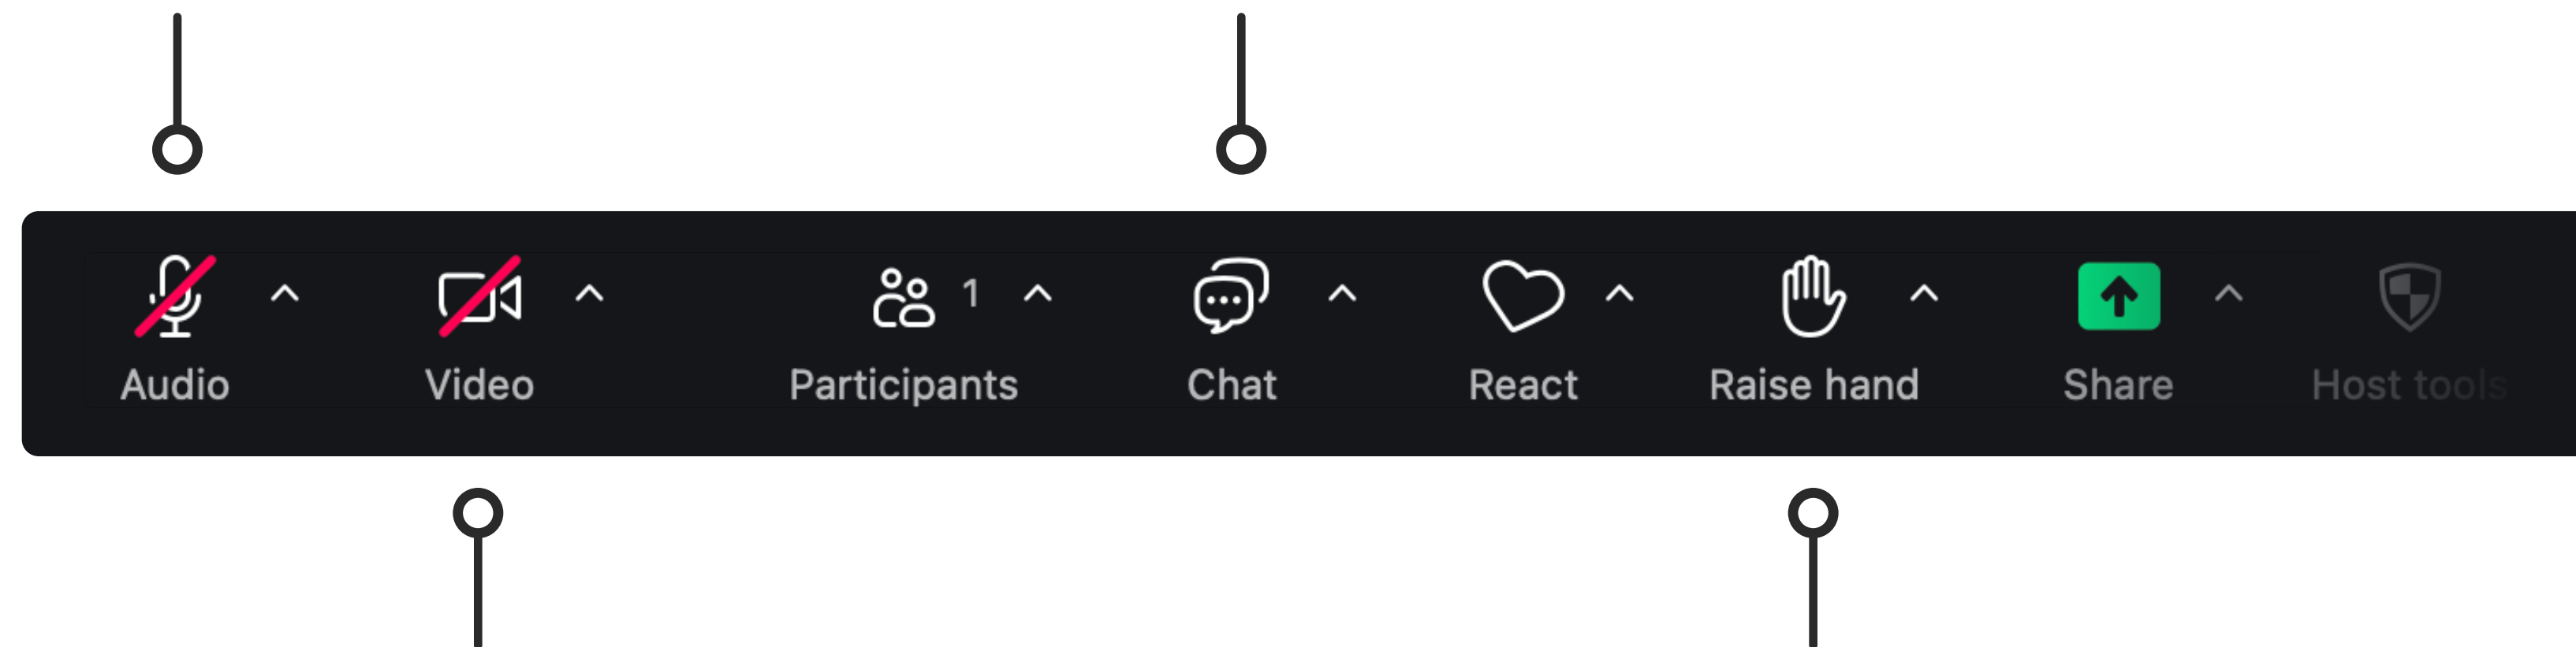 1
Audio
Video
Participants
Chat
React
Raise hand
Share
Host tools